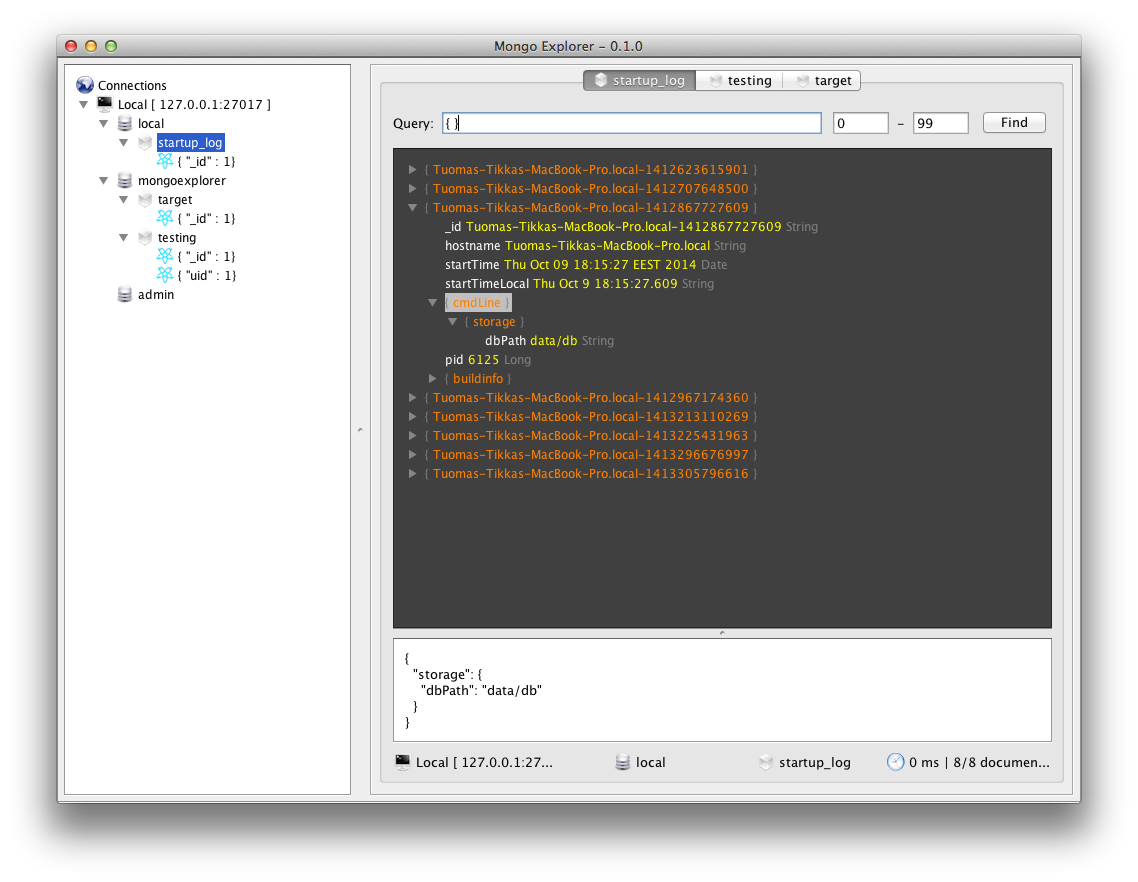 Mongo Explorer – 0.1.0
Connections
Local [ 127.0.0.1:27017 ]
local
startup_log
{ "_id" : 1}
mongoexplorer
target
{ "_id" : 1}
testing
{ "_id" : 1}
{ "uid" : 1}
admin
startup_log testing target
Query: { } 0 – 99 Find
{ Tuomas-Tikkas-MacBook-Pro.local-1412623615901 }
{ Tuomas-Tikkas-MacBook-Pro.local-1412707648500 }
{ Tuomas-Tikkas-MacBook-Pro.local-1412867727609 }
_id Tuomas-Tikkas-MacBook-Pro.local-1412867727609 String
hostname Tuomas-Tikkas-MacBook-Pro.local String
startTime Thu Oct 09 18:15:27 EEST 2014 Date
startTimeLocal Thu Oct 9 18:15:27.609 String
{ cmdLine }
{ storage }
dbPath data/db String
pid 6125 Long
{ buildinfo }
{ Tuomas-Tikkas-MacBook-Pro.local-1412967174360 }
{ Tuomas-Tikkas-MacBook-Pro.local-1413213110269 }
{ Tuomas-Tikkas-MacBook-Pro.local-1413225431963 }
{ Tuomas-Tikkas-MacBook-Pro.local-1413296676997 }
{ Tuomas-Tikkas-MacBook-Pro.local-1413305796616 }
{
"storage": {
"dbPath": "data/db"
}
}
Local [ 127.0.0.1:27... local startup_log 0 ms | 8/8 documen...